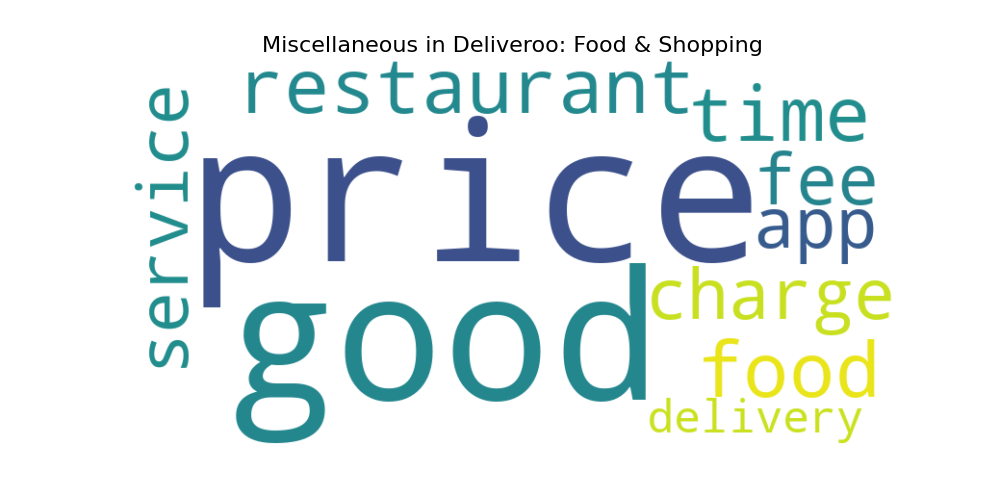 Miscellaneous in Deliveroo: Food & Shopping
restaurant
time
service
price
fee
app
good
charge
food
delivery